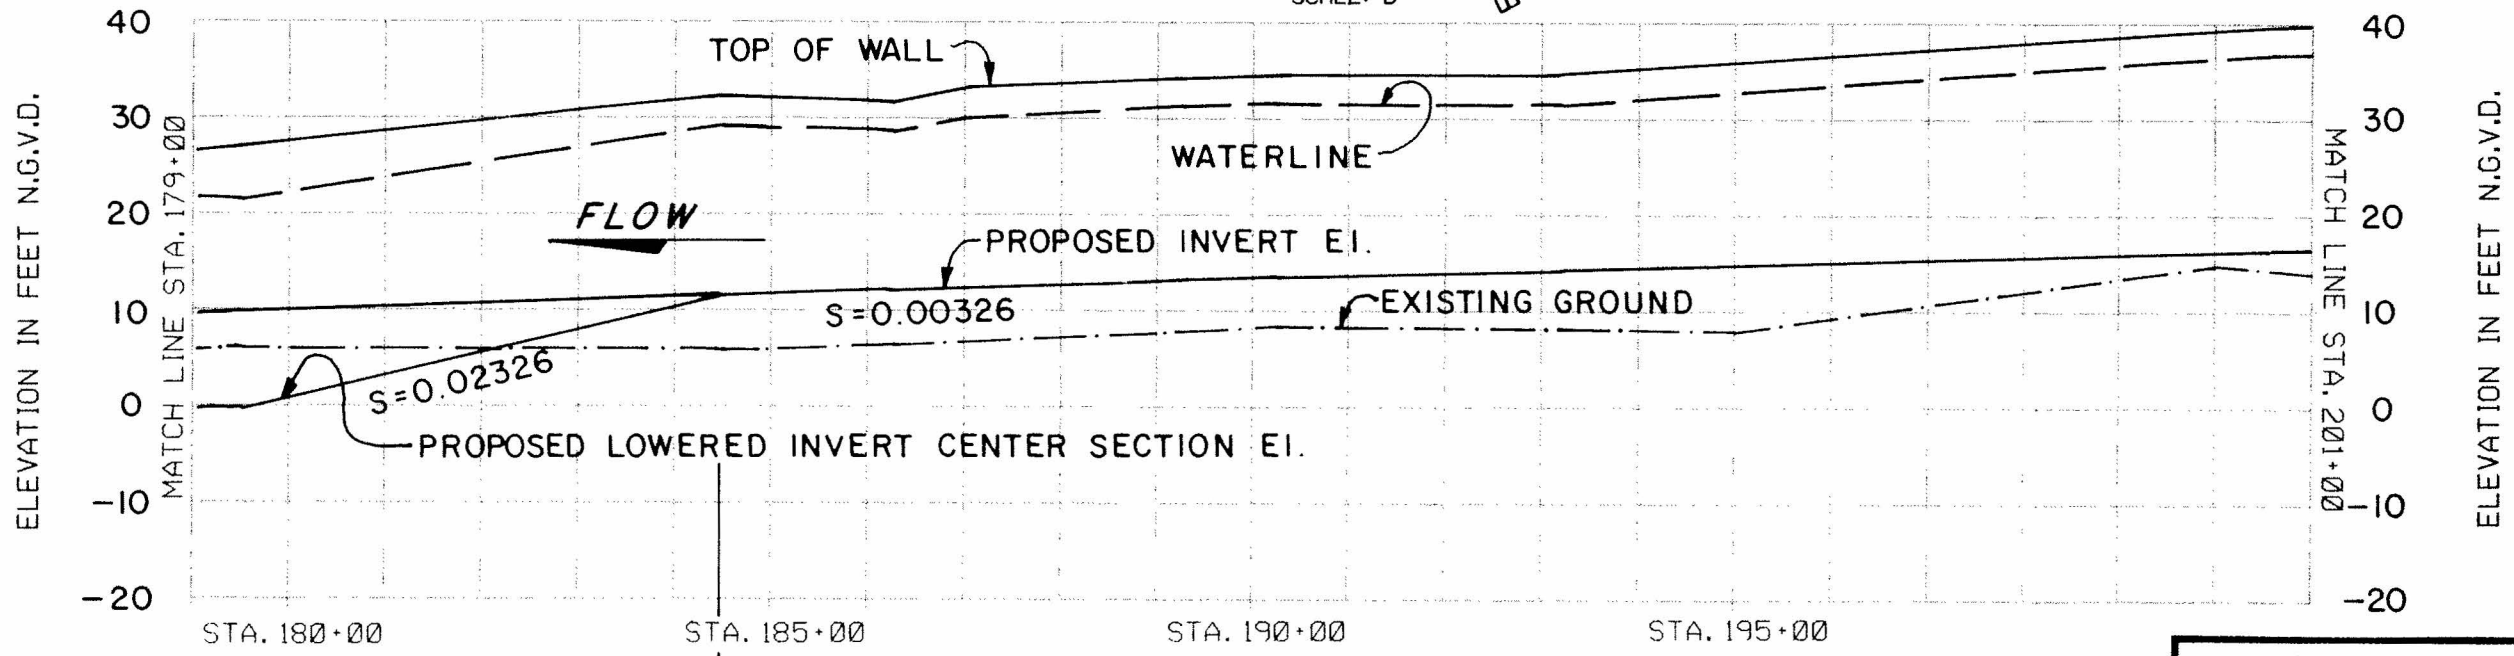 40
TOP OF WALL
40
30
30
WATERLINE
20
FLOW
20
PROPOSED INVERT El.
10
S=0.00326
EXISTING GROUND
10
S=0.02326
0
0
PROPOSED LOWERED INVERT CENTER SECTION El.
-10
-10
-20
-20
ELEVATION IN FEET N.G.V.D.
MATCH LINE STA. 179+00
MATCH LINE STA. 201+00
ELEVATION IN FEET N.G.V.D.
STA. 180+00
STA. 185+00
STA. 190+00
STA. 195+00